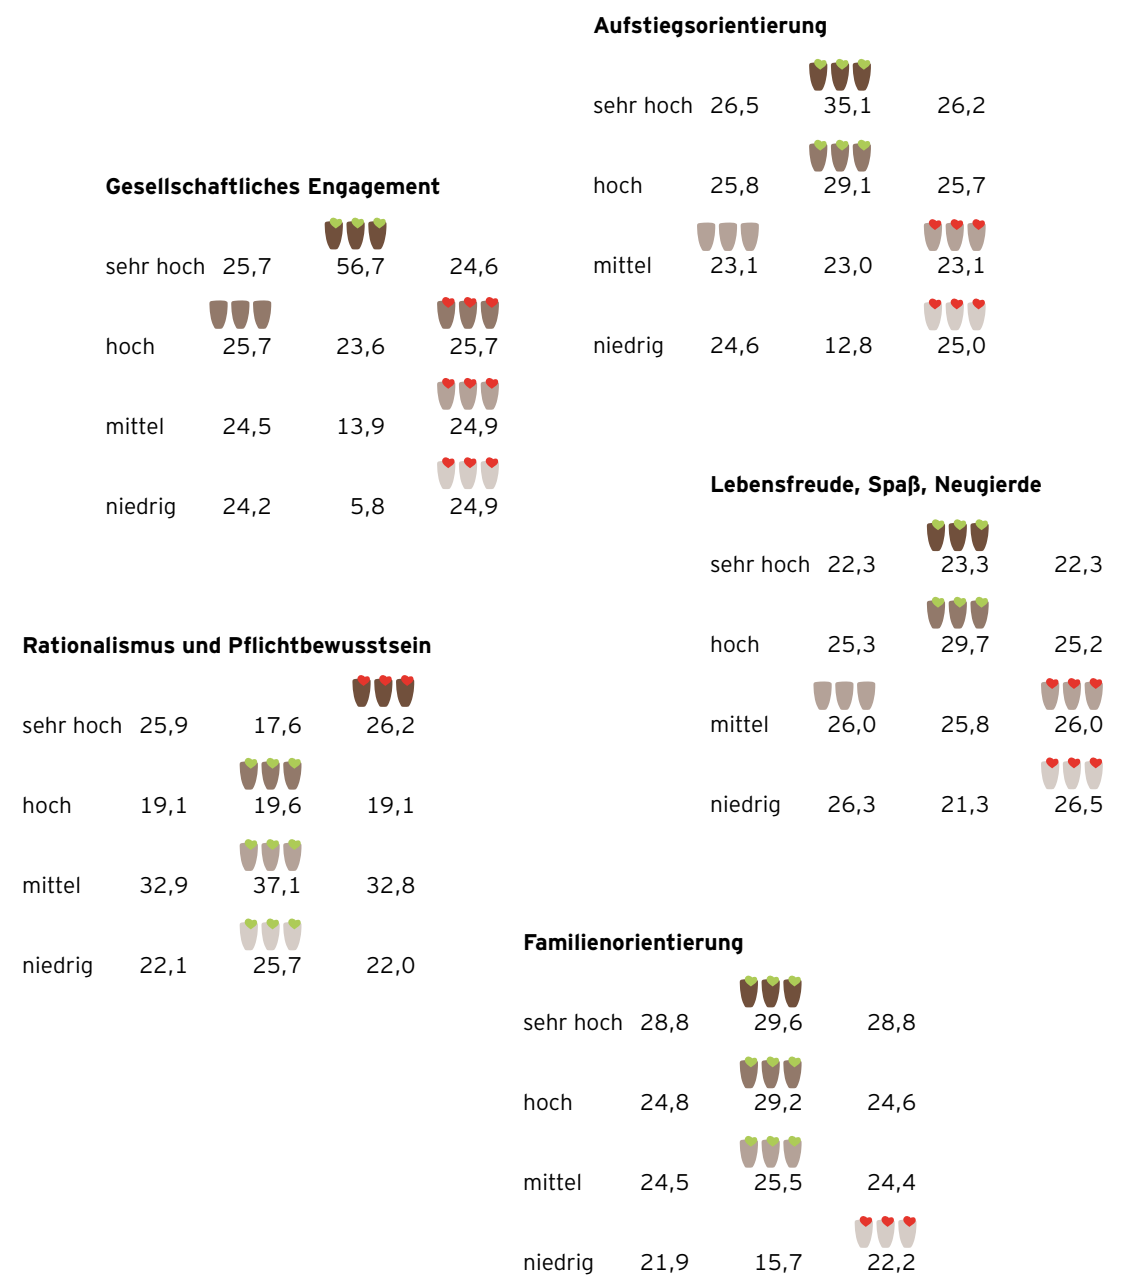 Aufstiegsorientierung
sehr hoch 26,5 35,1 26,2
hoch 25,8 29,1 25,7
mittel 23,1 23,0 23,1
niedrig 24,6 12,8 25,0
Gesellschaftliches Engagement
sehr hoch 25,7 56,7 24,6
hoch 25,7 23,6 25,7
mittel 24,5 13,9 24,9
niedrig 24,2 5,8 24,9
Lebensfreude, Spaß, Neugierde
sehr hoch 22,3 23,3 22,3
hoch 25,3 29,7 25,2
mittel 26,0 25,8 26,0
niedrig 26,3 21,3 26,5
Rationalismus und Pflichtbewusstsein
sehr hoch 25,9 17,6 26,2
hoch 19,1 19,6 19,1
mittel 32,9 37,1 32,8
niedrig 22,1 25,7 22,0
Familienorientierung
sehr hoch 28,8 29,6 28,8
hoch 24,8 29,2 24,6
mittel 24,5 25,5 24,4
niedrig 21,9 15,7 22,2